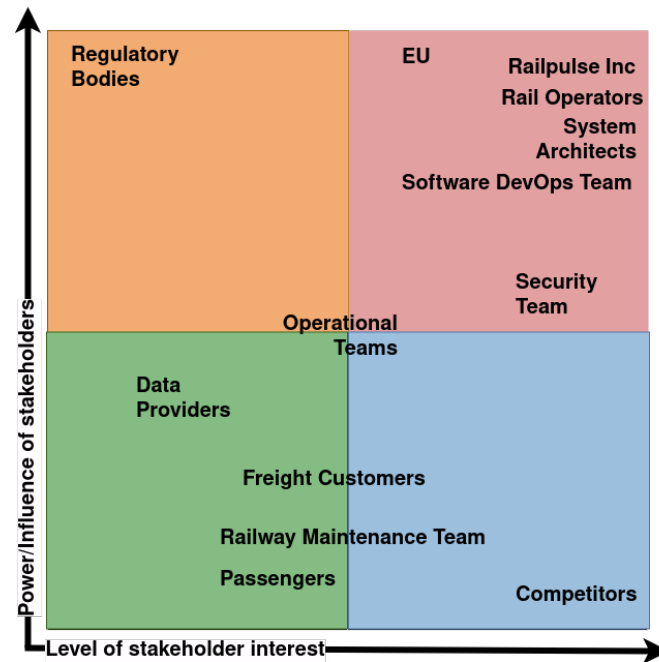 Regulatory
Bodies
EU
Railpulse Inc
Rail Operators
System
Architects
Software DevOps Team
Security
Team
Operational
Teams
Data
Providers
Freight Customers
Railway Maintenance Team
Passengers
Competitors
Power/Influence of stakeholders
Level of stakeholder interest